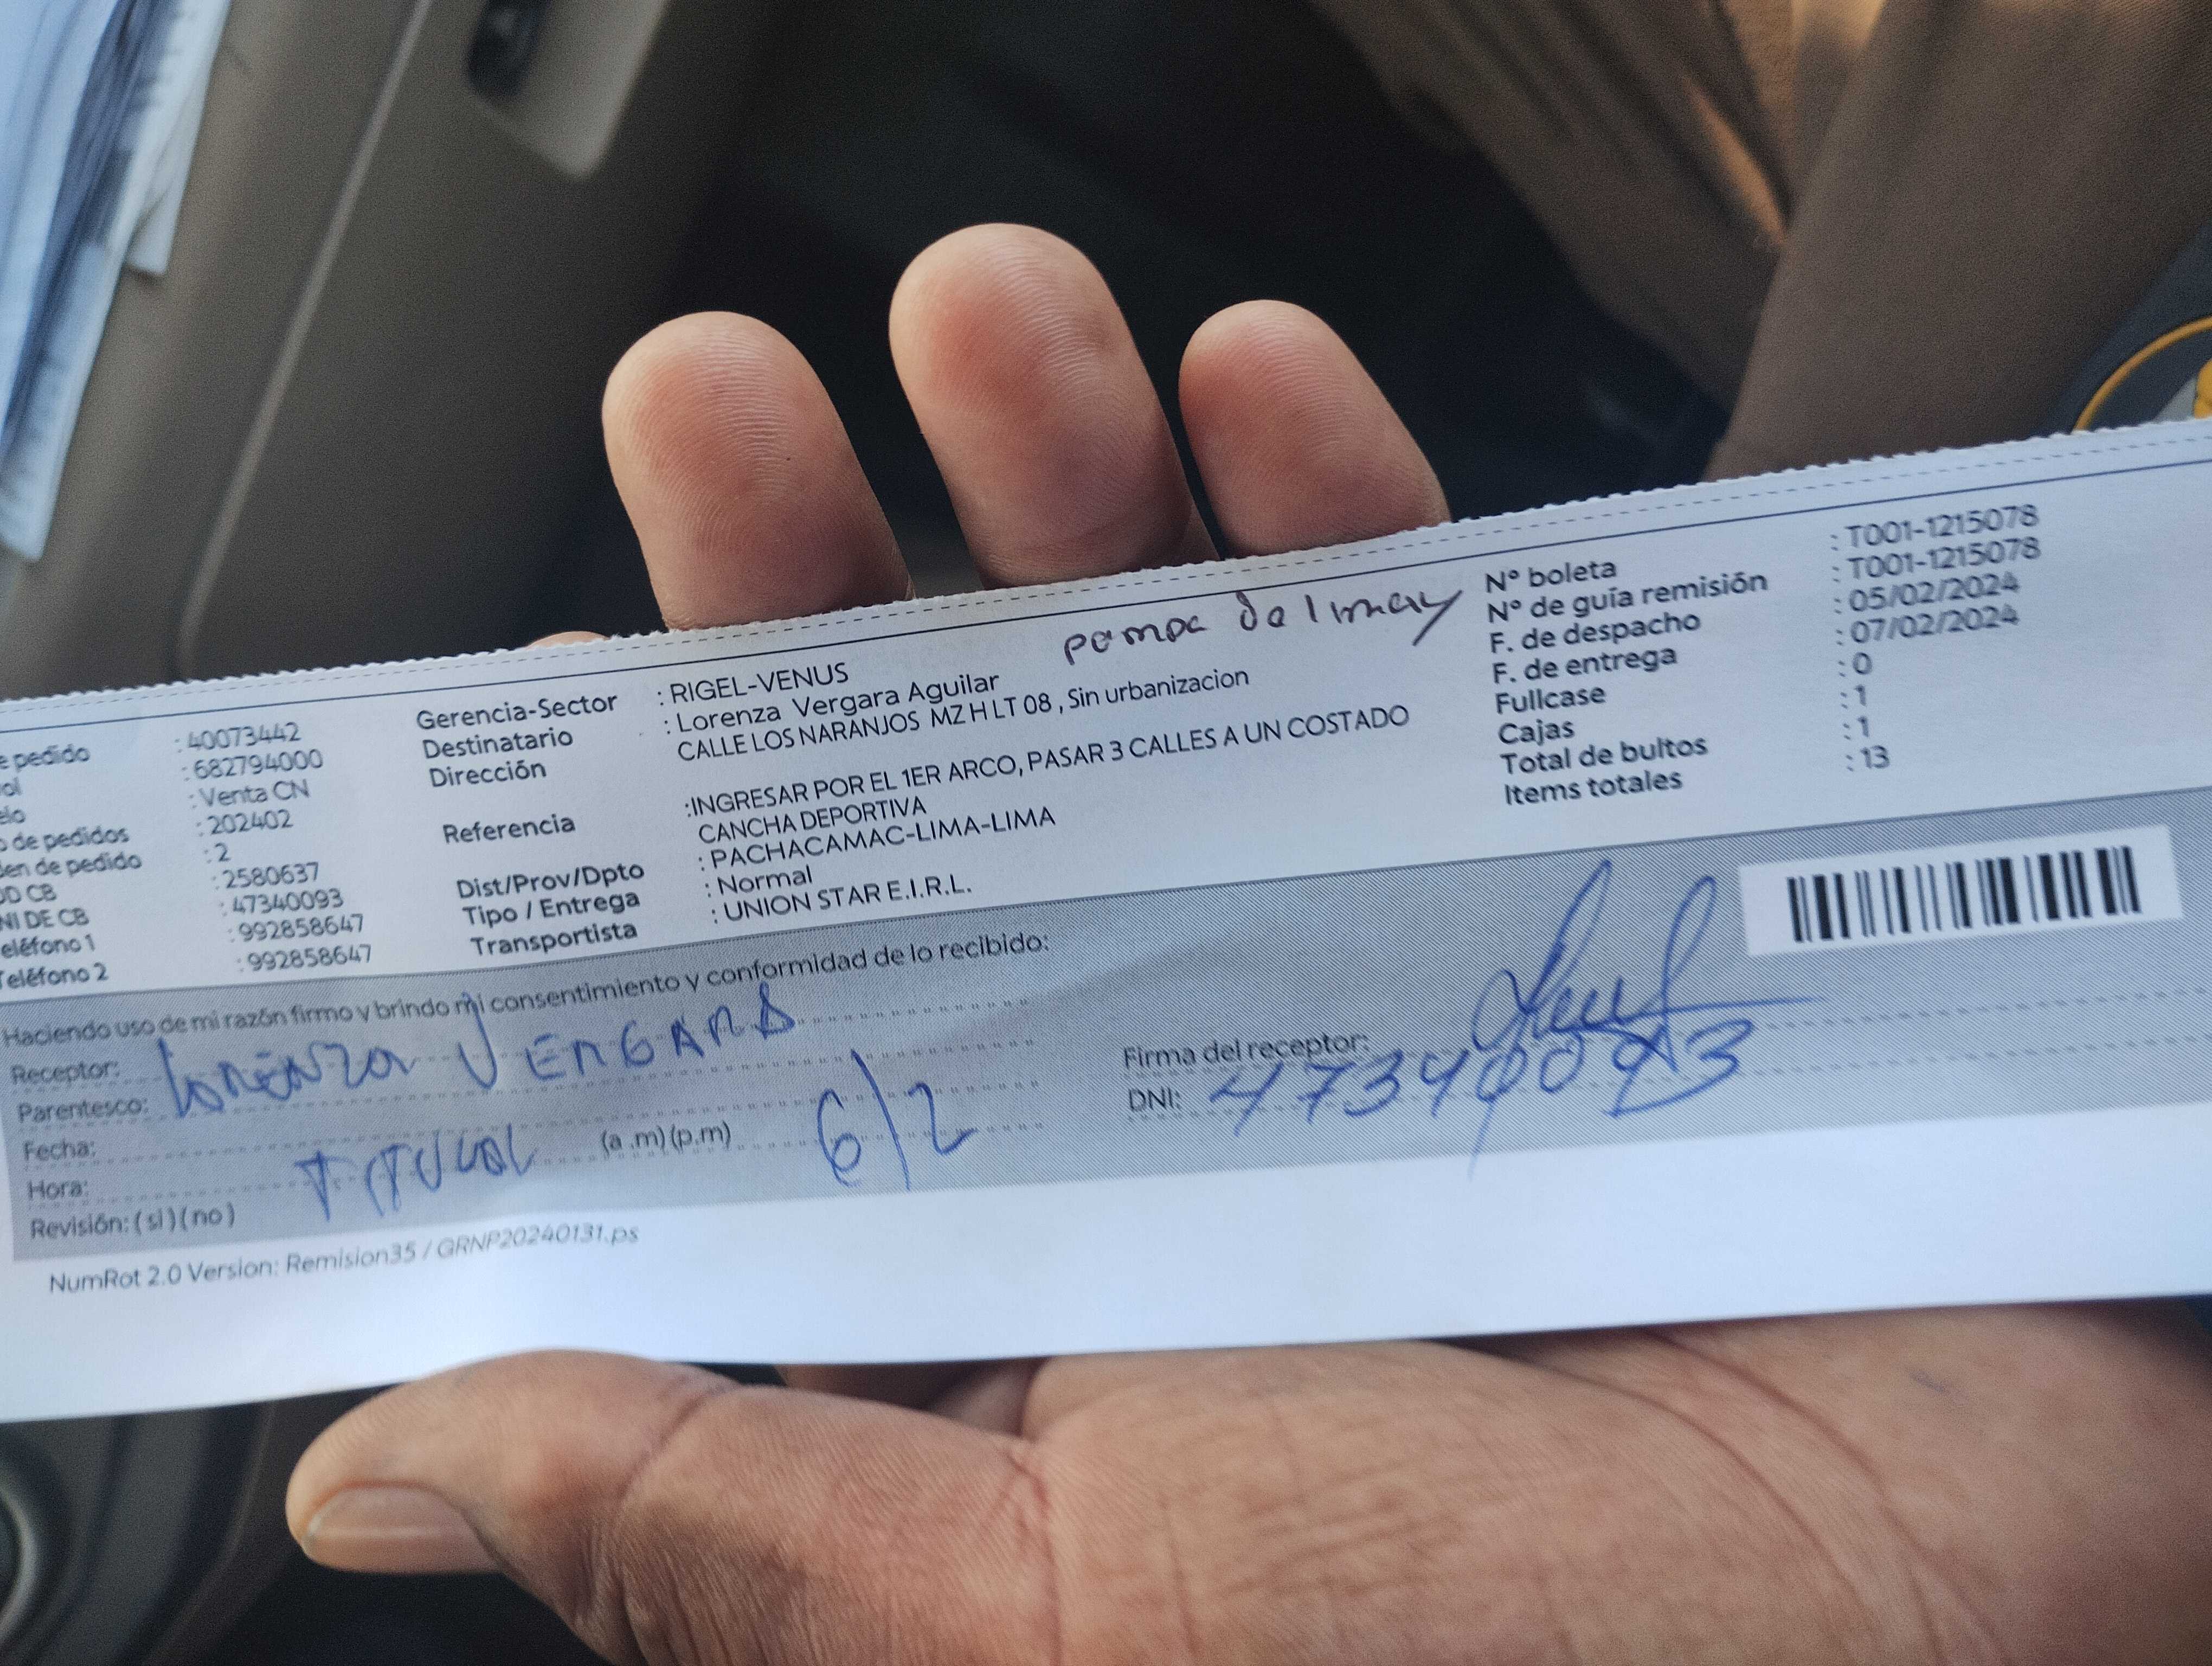 e pedido : 40073442
ol : 682794000
elo : Venta CN
o de pedidos : 202402
den de pedido : 2
OD CB : 2580637
NI DE CB : 47340093
eléfono 1 : 992858647
Teléfono 2 : 992858647
Gerencia-Sector : RIGEL-VENUS
Destinatario : Lorenza Vergara Aguilar
Dirección CALLE LOS NARANJOS MZ H LT 08 , Sin urbanizacion
Referencia :INGRESAR POR EL 1ER ARCO, PASAR 3 CALLES A UN COSTADO
CANCHA DEPORTIVA
Dist/Prov/Dpto : PACHACAMAC-LIMA-LIMA
Tipo / Entrega : Normal
Transportista : UNION STAR E.I.R.L.
pampa de limay
N° boleta : T001-1215078
N° de guía remisión : T001-1215078
F. de despacho : 05/02/2024
F. de entrega : 07/02/2024
Fullcase : 0
Cajas : 1
Total de bultos : 1
Items totales : 13
Haciendo uso de mi razón firmo y brindo mi consentimiento y conformidad de lo recibido:
Receptor: Lorenza VERGARA
Parentesco:
Fecha: 6/2
Hora: TITULAR (a .m) (p.m)
Revisión: ( si ) ( no )
Firma del receptor:
DNI: 47340093
NumRot 2.0 Version: Remision35 / GRNP20240131.ps